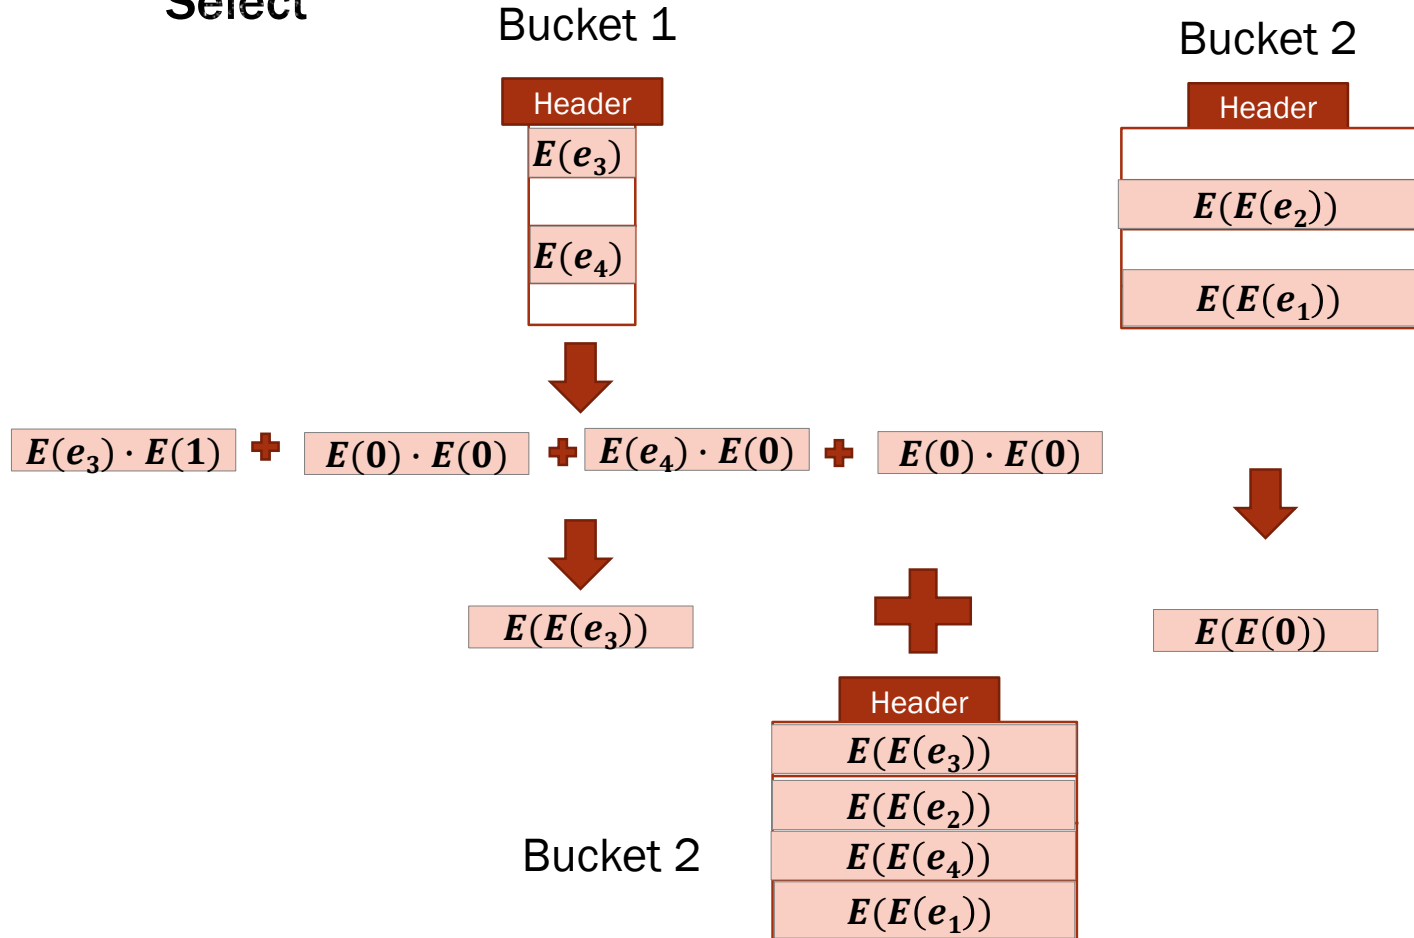 Select
Bucket 1
Bucket 2
Header
Header
E(e₃)
E(E(e₂))
E(e₄)
E(E(e₁))
E(e₃) · E(1) + E(0) · E(0) + E(e₄) · E(0) + E(0) · E(0)
E(E(e₃))
E(E(0))
Header
E(E(e₃))
E(E(e₂))
Bucket 2
E(E(e₄))
E(E(e₁))